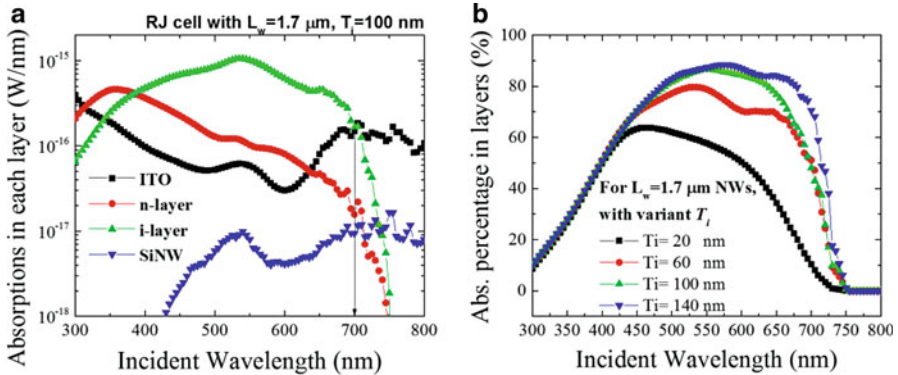 a
RJ cell with L_w=1.7 μm, T_i=100 nm
Absorptions in each layer (W/nm)
10^-15
10^-16
10^-17
10^-18
ITO
n-layer
i-layer
SiNW
300 400 500 600 700 800
Incident Wavelength (nm)
b
Abs. percentage in layers (%)
100
80
60
40
20
0
For L_w=1.7 μm NWs,
with variant T_i
Ti= 20 nm
Ti= 60 nm
Ti= 100 nm
Ti= 140 nm
300 350 400 450 500 550 600 650 700 750 800
Incident Wavelength (nm)